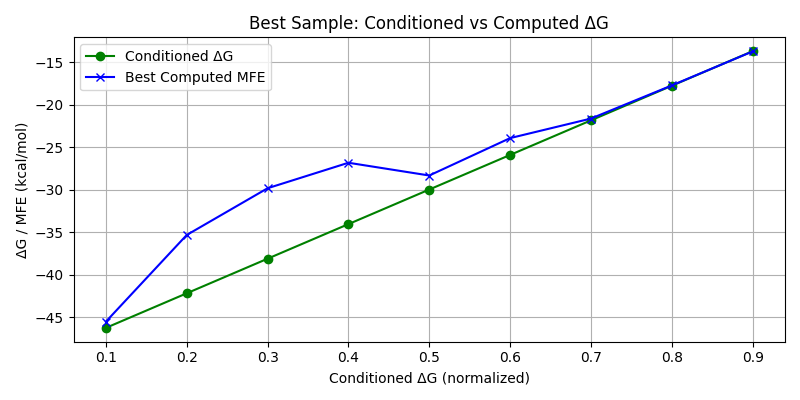 Best Sample: Conditioned vs Computed ΔG
Conditioned ΔG
Best Computed MFE
ΔG / MFE (kcal/mol)
−15
−20
−25
−30
−35
−40
−45
0.1 0.2 0.3 0.4 0.5 0.6 0.7 0.8 0.9
Conditioned ΔG (normalized)